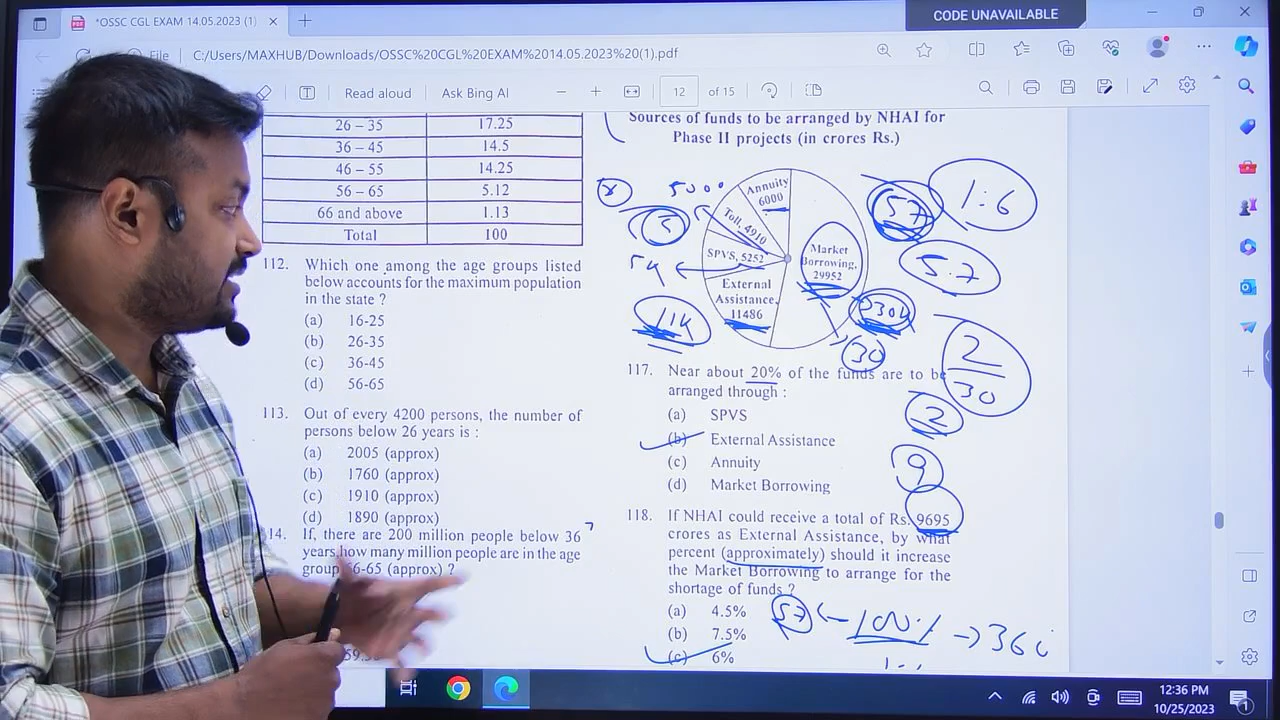 *OSSC CGL EXAM 14.05.2023 (1)
CODE UNAVAILABLE
File
C:/Users/MAXHUB/Downloads/OSSC%20CGL%20EXAM%2014.05.2023%20(1).pdf
Read aloud
Ask Bing AI
12
of 15
26 – 35 17.25
36 – 45 14.5
46 – 55 14.25
56 – 65 5.12
66 and above 1.13
Total 100
112. Which one among the age groups listed
below accounts for the maximum population
in the state ?
(a) 16-25
(b) 26-35
(c) 36-45
(d) 56-65
113. Out of every 4200 persons, the number of
persons below 26 years is :
(a) 2005 (approx)
(b) 1760 (approx)
(c) 1910 (approx)
(d) 1890 (approx)
14. If, there are 200 million people below 36
years how many million people are in the age
group 56-65 (approx) ?
59.
Sources of funds to be arranged by NHAI for
Phase II projects (in crores Rs.)
Annuity
6000
Toll, 4910
SPVS, 5252
External
Assistance,
11486
Market
Borrowing,
29952
5000
5
5k
11k
30k
30
57
1:6
5.7
2
30
2
9
117. Near about 20% of the funds are to be
arranged through :
(a) SPVS
(b) External Assistance
(c) Annuity
(d) Market Borrowing
118. If NHAI could receive a total of Rs. 9695
crores as External Assistance, by what
percent (approximately) should it increase
the Market Borrowing to arrange for the
shortage of funds ?
(a) 4.5%
(b) 7.5%
(c) 6%
57 ← 100% → 360
12:36 PM
10/25/2023